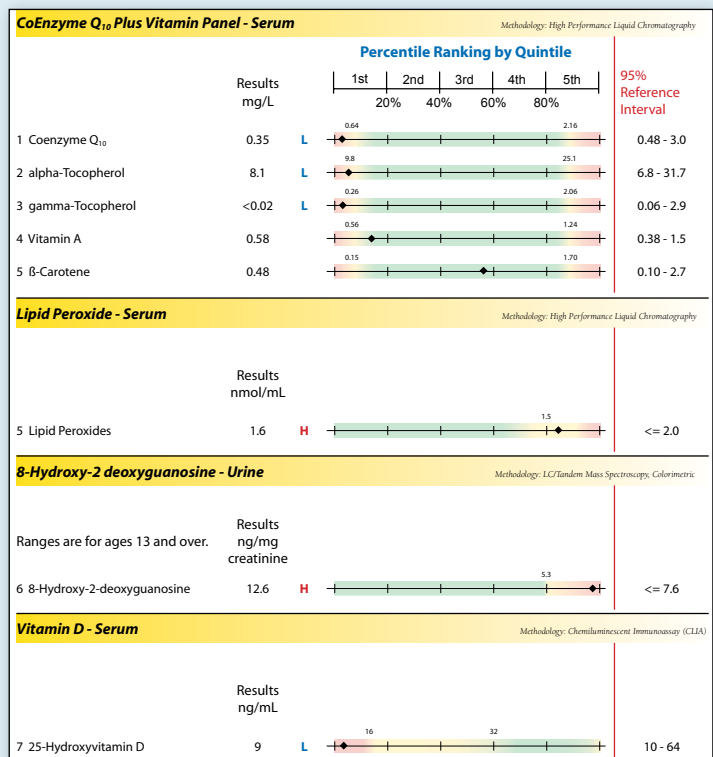 CoEnzyme Q10 Plus Vitamin Panel - Serum Methodology: High Performance Liquid Chromatography
Percentile Ranking by Quintile
Results
mg/L
1st 2nd 3rd 4th 5th
20% 40% 60% 80%
95%
Reference
Interval
0.64 2.16
1 Coenzyme Q10 0.35 L 0.48 - 3.0
9.8 25.1
2 alpha-Tocopherol 8.1 L 6.8 - 31.7
0.26 2.06
3 gamma-Tocopherol <0.02 L 0.06 - 2.9
0.56 1.24
4 Vitamin A 0.58 0.38 - 1.5
0.15 1.70
5 ß-Carotene 0.48 0.10 - 2.7
Lipid Peroxide - Serum Methodology: High Performance Liquid Chromatography
Results
nmol/mL
1.5
5 Lipid Peroxides 1.6 H <= 2.0
8-Hydroxy-2 deoxyguanosine - Urine Methodology: LC/Tandem Mass Spectroscopy, Colorimetric
Ranges are for ages 13 and over.
Results
ng/mg
creatinine
5.3
6 8-Hydroxy-2-deoxyguanosine 12.6 H <= 7.6
Vitamin D - Serum Methodology: Chemiluminescent Immunoassay (CLIA)
Results
ng/mL
16 32
7 25-Hydroxyvitamin D 9 L 10 - 64